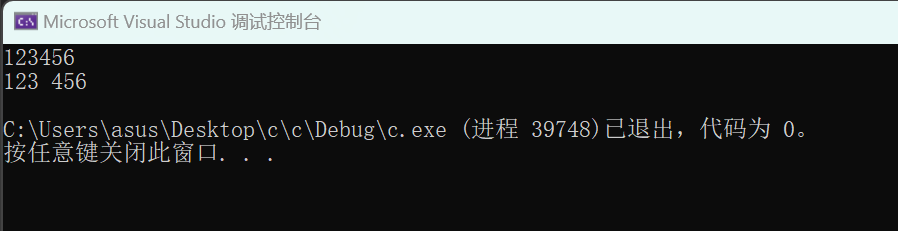 Microsoft Visual Studio 调试控制台
123456
123 456
C:\Users\asus\Desktop\c\c\Debug\c.exe (进程 39748)已退出，代码为 0。
按任意键关闭此窗口. . .